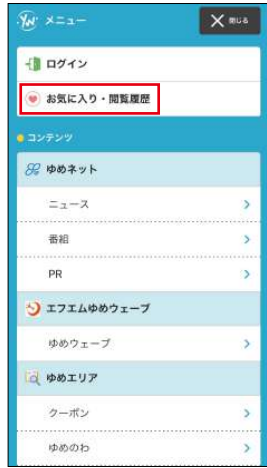 YN メニュー
閉じる
ログイン
お気に入り・閲覧履歴
コンテンツ
ゆめネット
ニュース
番組
PR
エフエムゆめウェーブ
ゆめウェーブ
ゆめエリア
クーポン
ゆめのわ